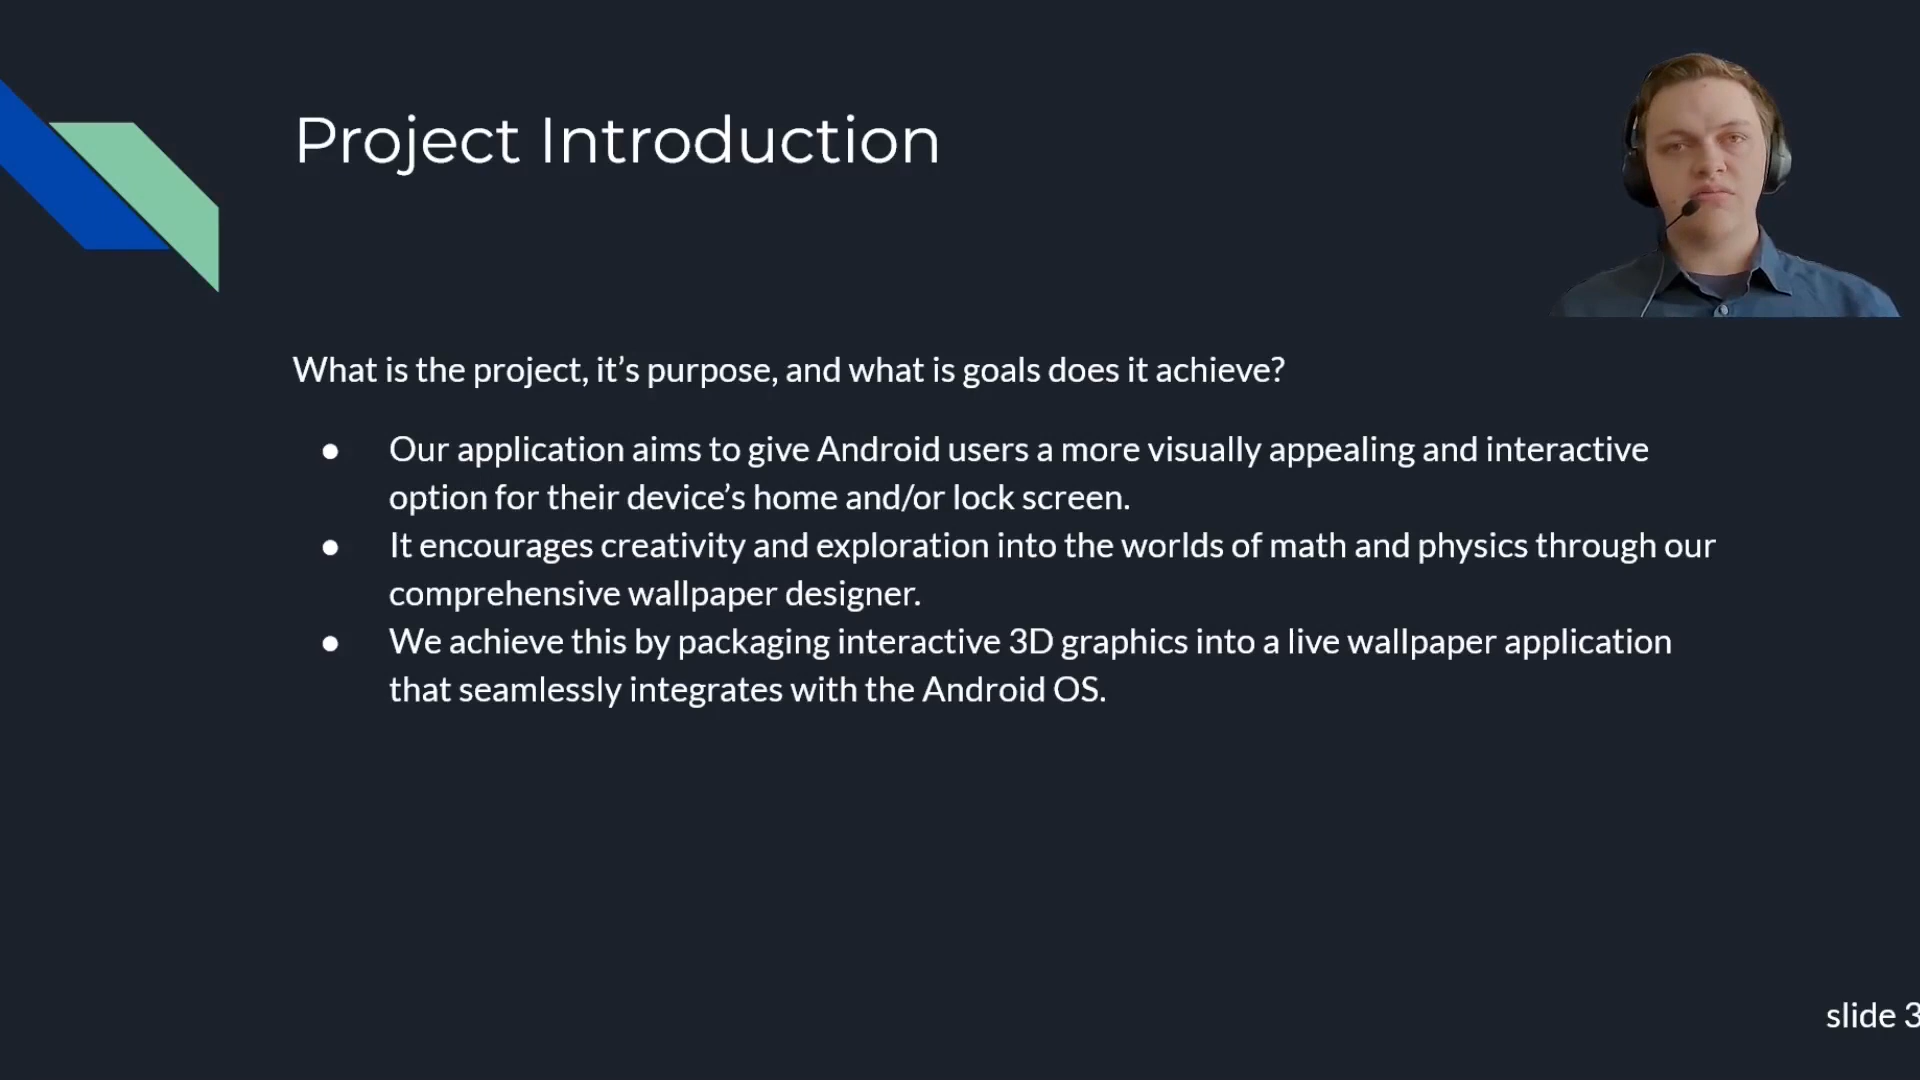 Project Introduction
What is the project, it’s purpose, and what is goals does it achieve?
● Our application aims to give Android users a more visually appealing and interactive
option for their device’s home and/or lock screen.
● It encourages creativity and exploration into the worlds of math and physics through our
comprehensive wallpaper designer.
● We achieve this by packaging interactive 3D graphics into a live wallpaper application
that seamlessly integrates with the Android OS.
slide 3